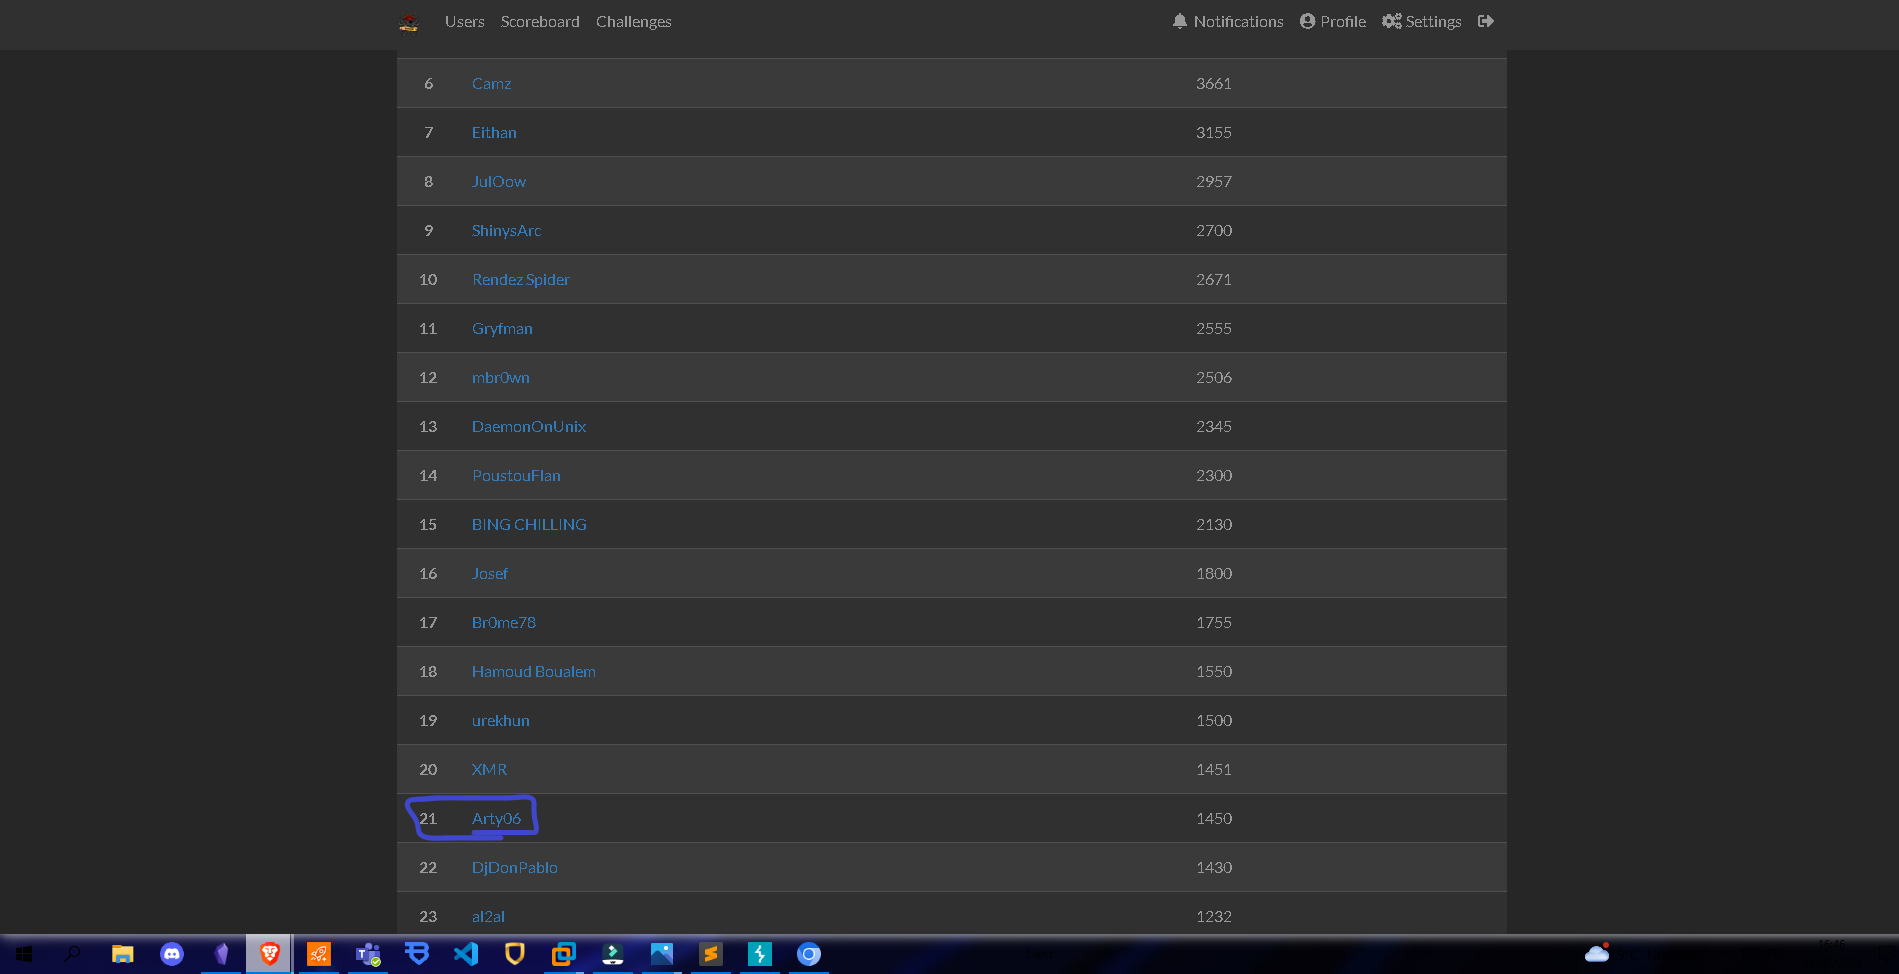 Users Scoreboard Challenges Notifications Profile Settings
6 Camz 3661
7 Eithan 3155
8 JulOow 2957
9 ShinysArc 2700
10 Rendez Spider 2671
11 Gryfman 2555
12 mbr0wn 2506
13 DaemonOnUnix 2345
14 PoustouFlan 2300
15 BING CHILLING 2130
16 Josef 1800
17 Br0me78 1755
18 Hamoud Boualem 1550
19 urekhun 1500
20 XMR 1451
21 Arty06 1450
22 DjDonPablo 1430
23 al2al 1232